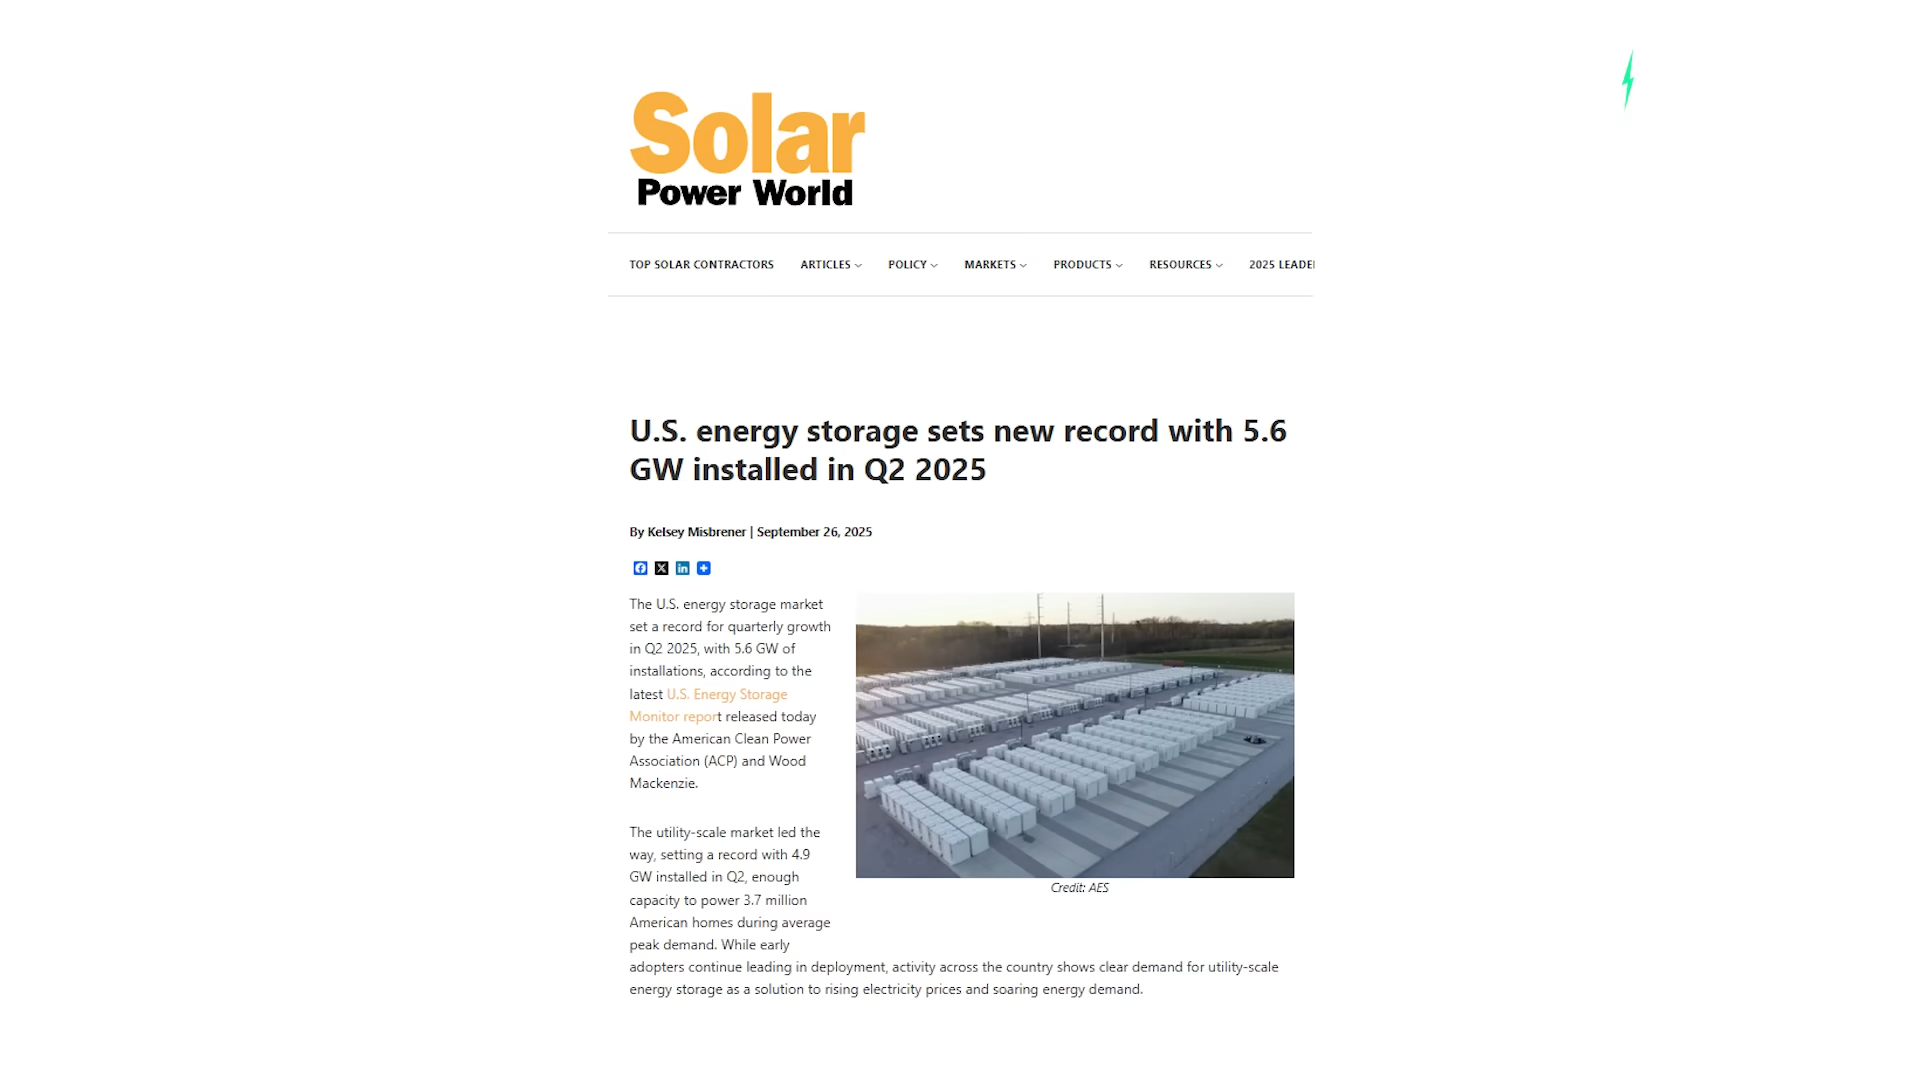 Solar
Power World
TOP SOLAR CONTRACTORS ARTICLES POLICY MARKETS PRODUCTS RESOURCES 2025 LEADE
U.S. energy storage sets new record with 5.6
GW installed in Q2 2025
By Kelsey Misbrener | September 26, 2025
The U.S. energy storage market
set a record for quarterly growth
in Q2 2025, with 5.6 GW of
installations, according to the
latest U.S. Energy Storage
Monitor report released today
by the American Clean Power
Association (ACP) and Wood
Mackenzie.
Credit: AES
The utility-scale market led the
way, setting a record with 4.9
GW installed in Q2, enough
capacity to power 3.7 million
American homes during average
peak demand. While early
adopters continue leading in deployment, activity across the country shows clear demand for utility-scale
energy storage as a solution to rising electricity prices and soaring energy demand.